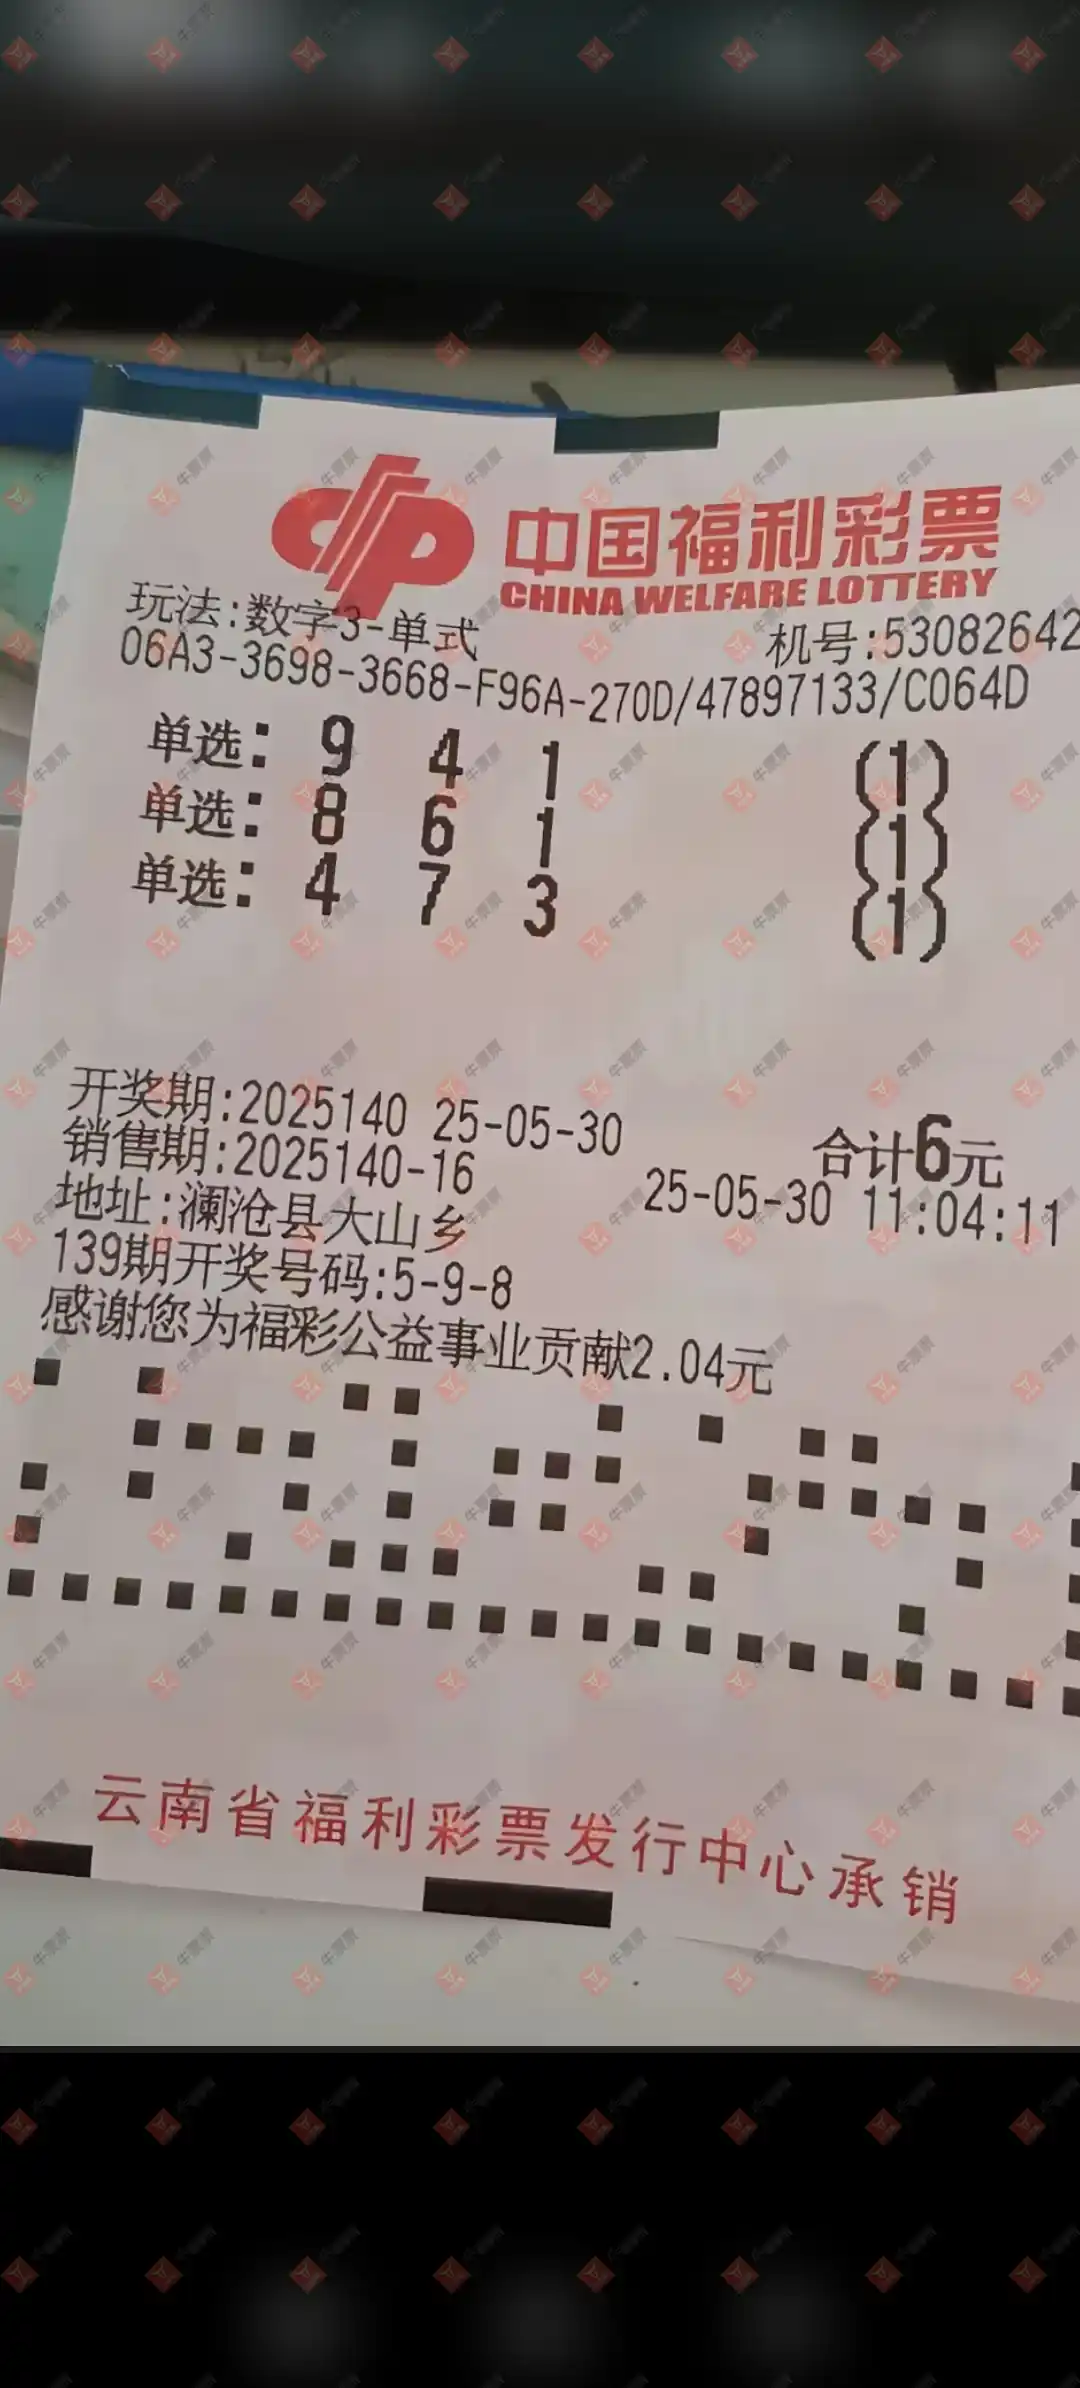 中国福利彩票
CHINA WELFARE LOTTERY
玩法:数字3-单式
机号:53082642
06A3-3698-3668-F96A-270D/47897133/C064D
单选: 9 4 1 (1)
单选: 8 6 1 (1)
单选: 4 7 3 (1)
开奖期:2025140 25-05-30
合计6元
销售期:2025140-16
25-05-30 11:04:11
地址:澜沧县大山乡
139期开奖号码:5-9-8
感谢您为福彩公益事业贡献2.04元
云南省福利彩票发行中心承销
牛票票